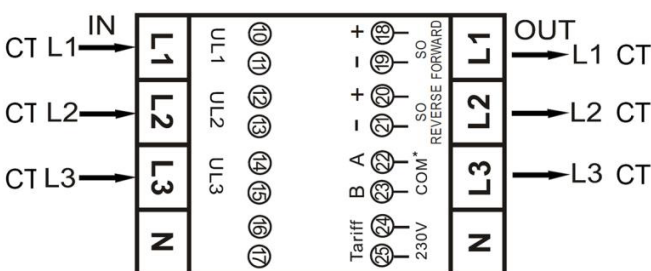 IN OUT
CT L1 L1 UL1 10 11 + 18 - 19 SO FORWARD L1 L1 CT
CT L2 L2 UL2 12 13 + 20 - 21 SO REVERSE L2 L2 CT
CT L3 L3 UL3 14 15 A 22 B 23 COM* L3 L3 CT
N 16 17 Tariff 24 25 230V N